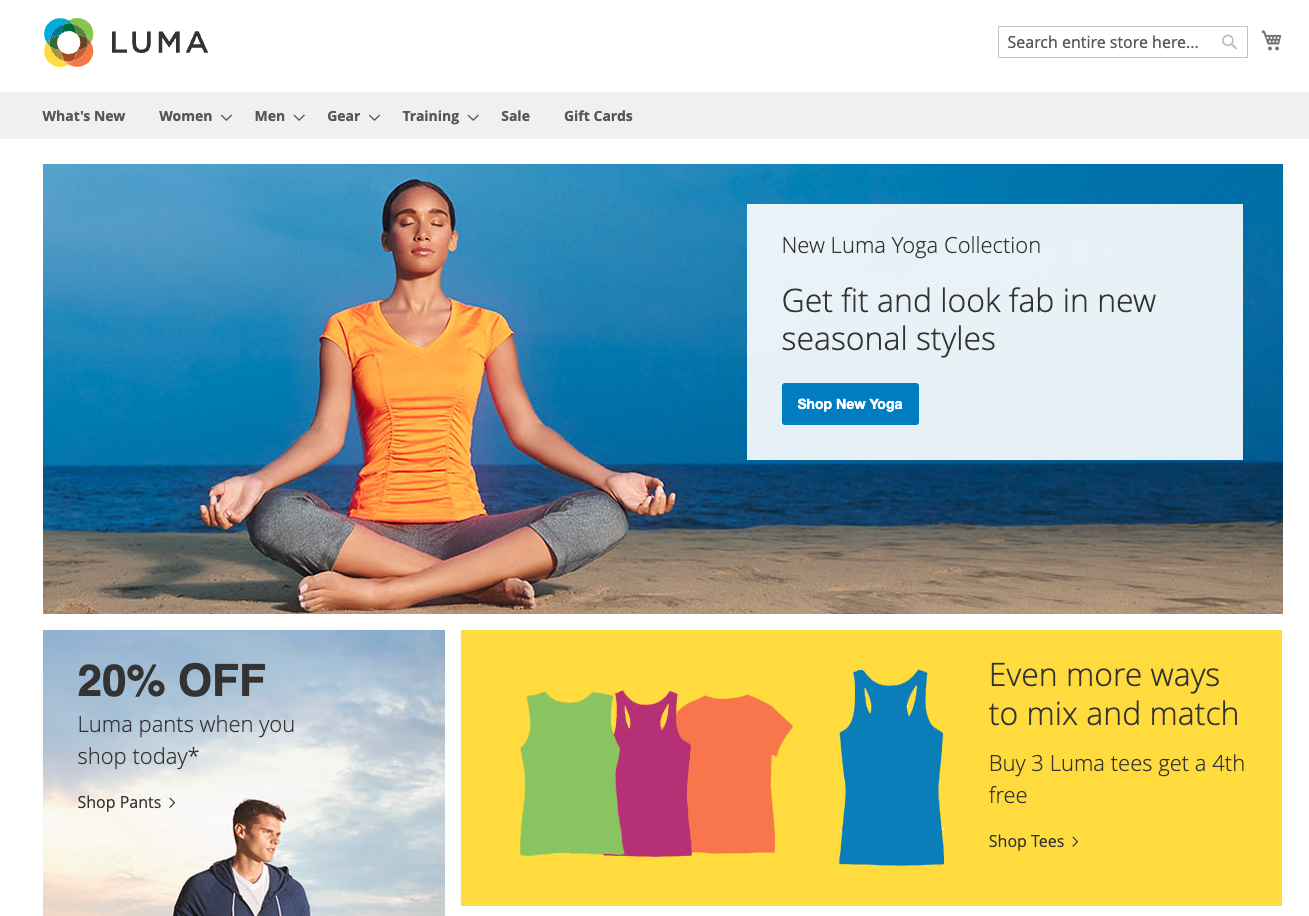 LUMA
Search entire store here...
What's New Women Men Gear Training Sale Gift Cards
New Luma Yoga Collection
Get fit and look fab in new
seasonal styles
Shop New Yoga
20% OFF
Luma pants when you
shop today*
Shop Pants >
Even more ways
to mix and match
Buy 3 Luma tees get a 4th
free
Shop Tees >